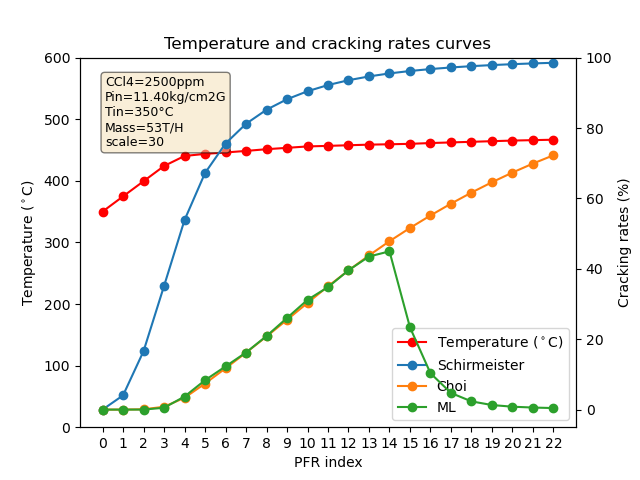 Temperature and cracking rates curves
CCl4=2500ppm
Pin=11.40kg/cm2G
Tin=350°C
Mass=53T/H
scale=30
Temperature (°C)
600
500
400
300
200
100
0
100
80
60
40
20
0
Cracking rates (%)
Temperature (°C)
Schirmeister
Choi
ML
0 1 2 3 4 5 6 7 8 9 10 11 12 13 14 15 16 17 18 19 20 21 22
PFR index